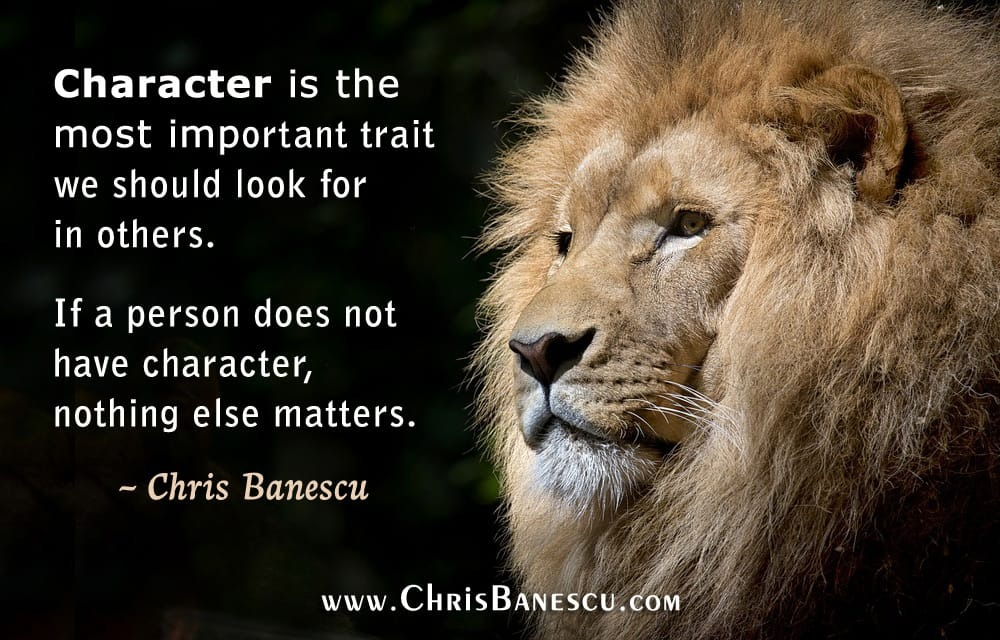 Character is the
most important trait
we should look for
in others.
If a person does not
have character,
nothing else matters.
~ Chris Banescu
www.ChrisBanescu.com